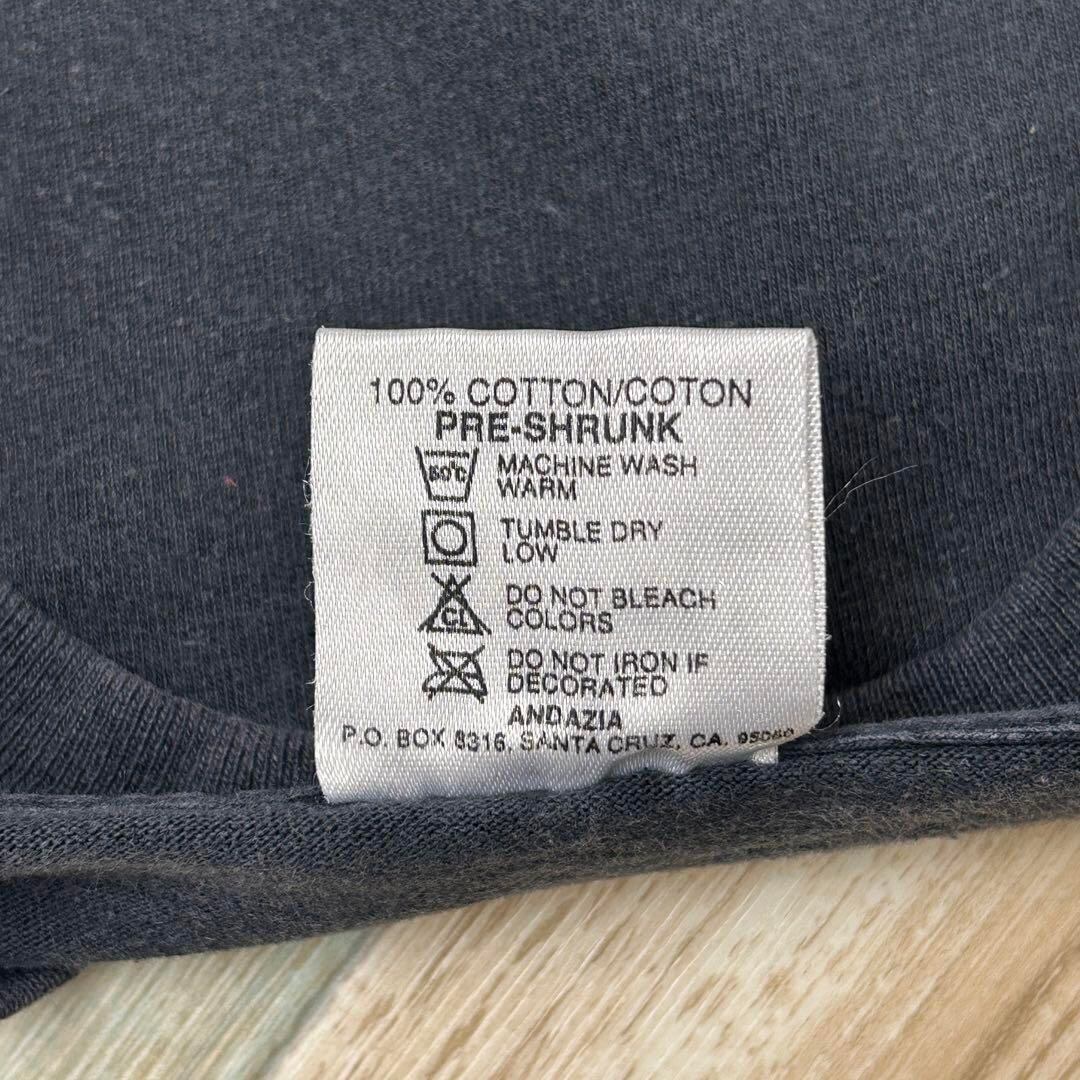 100% COTTON/COTON
PRE-SHRUNK
MACHINE WASH
WARM
TUMBLE DRY
LOW
CL
DO NOT BLEACH
COLORS
DO NOT IRON IF
DECORATED
ANDAZIA
P.O. BOX 8316, SANTA CRUZ, CA.